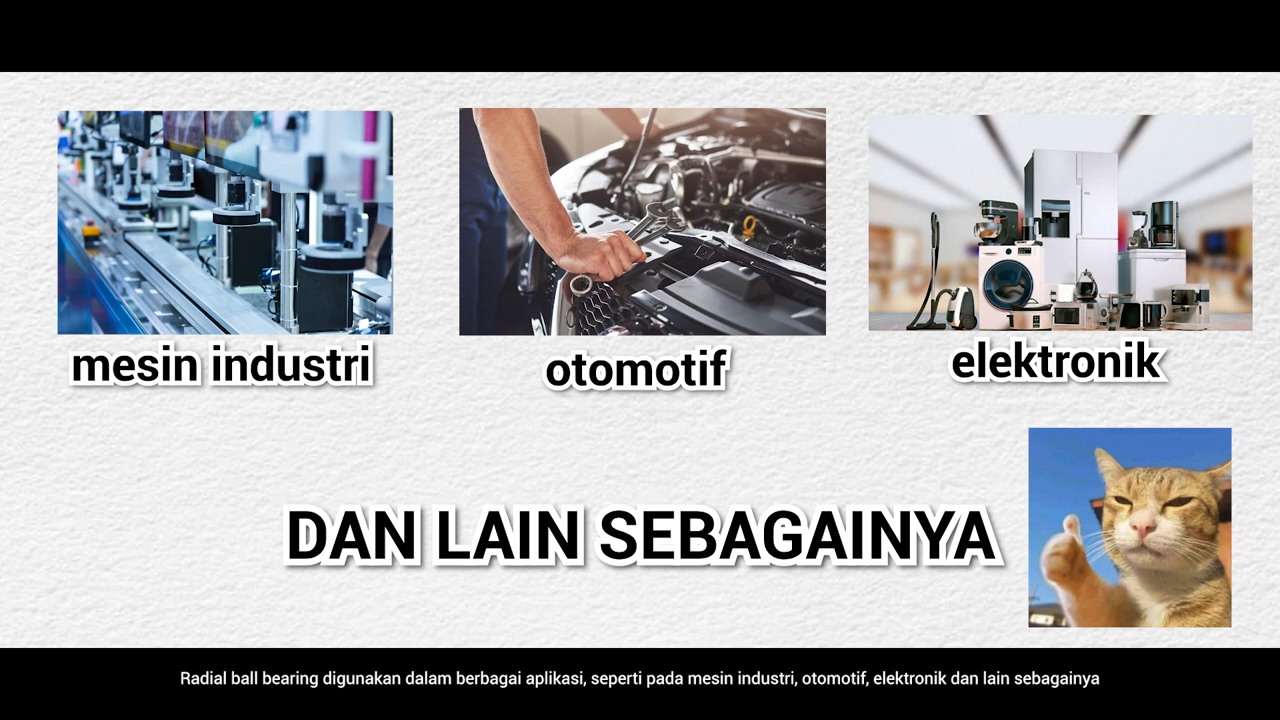 mesin industri
otomotif
elektronik
DAN LAIN SEBAGAINYA
Radial ball bearing digunakan dalam berbagai aplikasi, seperti pada mesin industri, otomotif, elektronik dan lain sebagainya